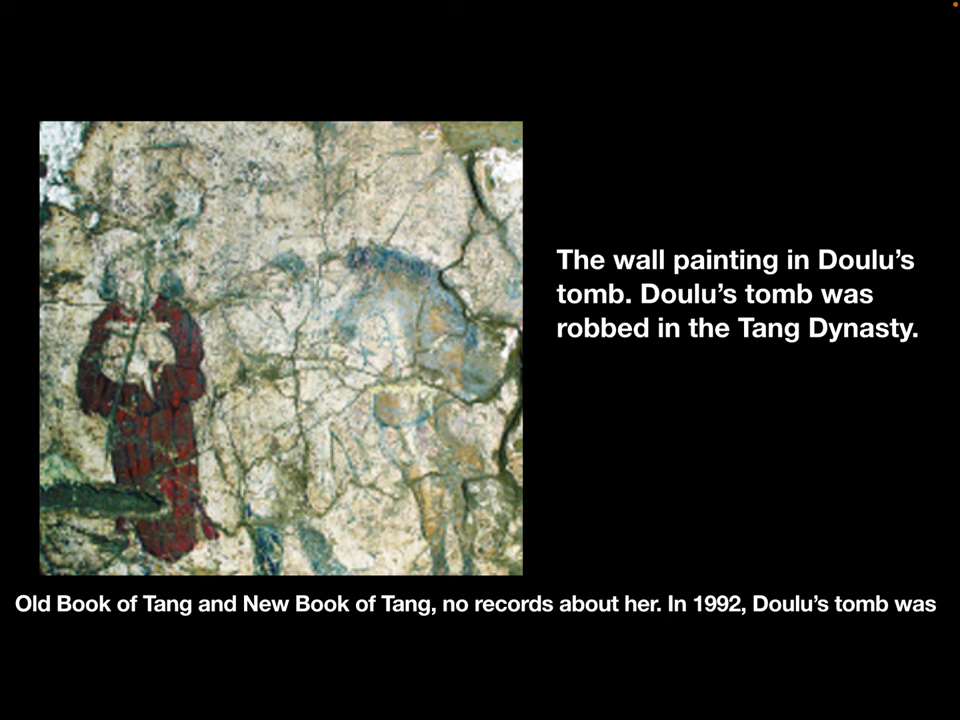 The wall painting in Doulu’s
tomb. Doulu’s tomb was
robbed in the Tang Dynasty.
Old Book of Tang and New Book of Tang, no records about her. In 1992, Doulu’s tomb was